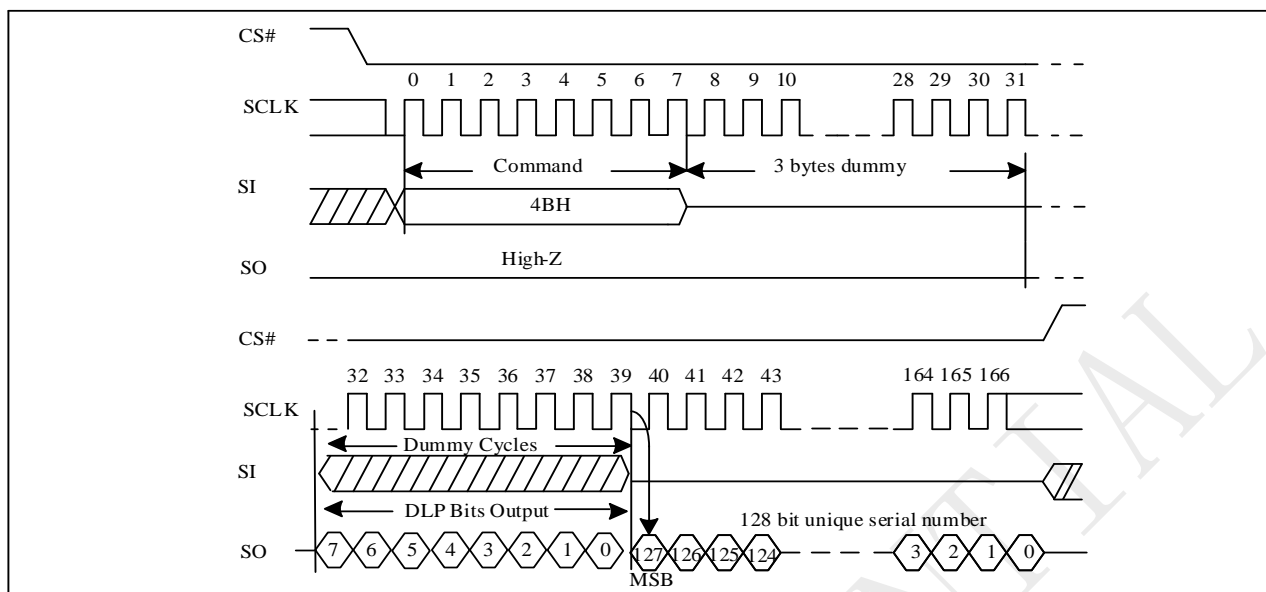 CS#
0 1 2 3 4 5 6 7 8 9 10 28 29 30 31
SCLK
Command 3 bytes dummy
SI
4BH
High-Z
SO
CS#
32 33 34 35 36 37 38 39 40 41 42 43 164 165 166
SCLK
Dummy Cycles
SI
DLP Bits Output 128 bit unique serial number
SO 7 6 5 4 3 2 1 0 127 126 125 124 3 2 1 0
MSB
NTIAL